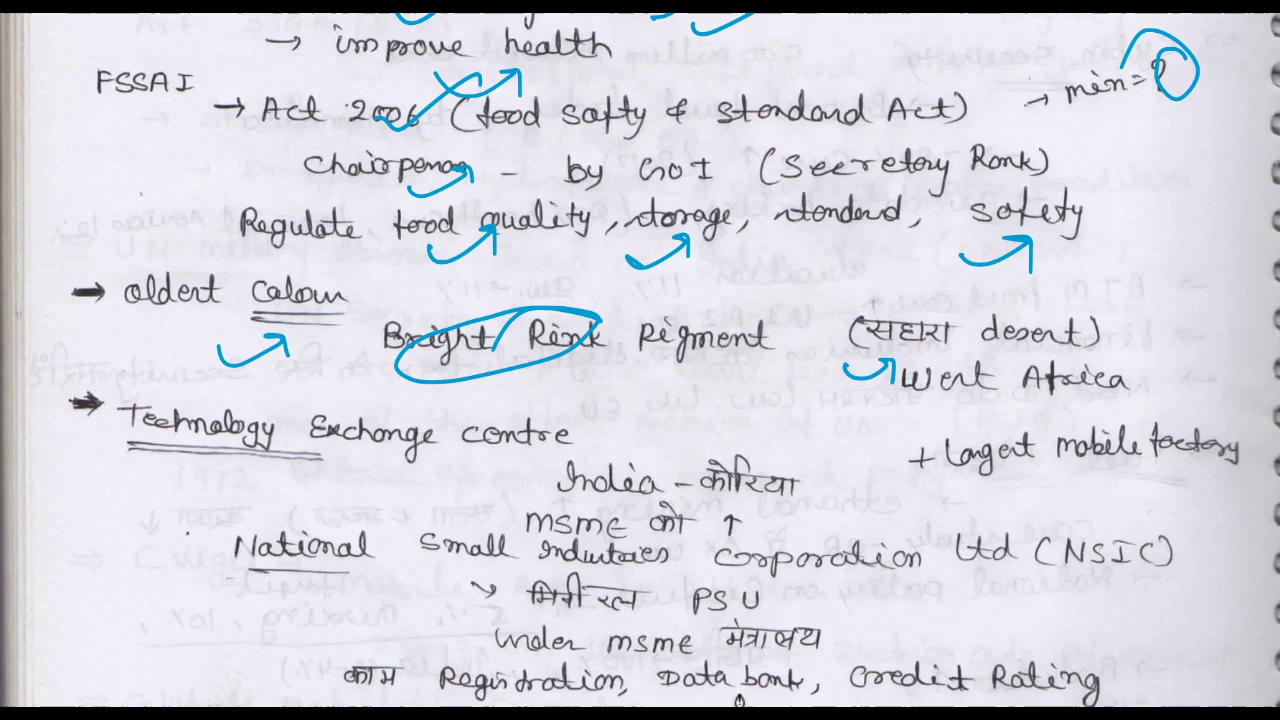 → improve health
FSSAI
→ Act 2006 (food Safty & Standard Act) → min = ?
Chairperson - by GOI (Secretary Rank)
Regulate food quality, storage, standard, safety
→ oldest Colour
Bright Pink Pigment (सहारा desert)
West Africa
→ Technology Exchange centre
+ Largest mobile factory
India - कोरिया
MSME को ↑
National Small Industries Corporation Ltd (NSIC)
↘ मिनीरत्न PSU
under msme मंत्रालय
काम Registration, Data bank, Credit Rating